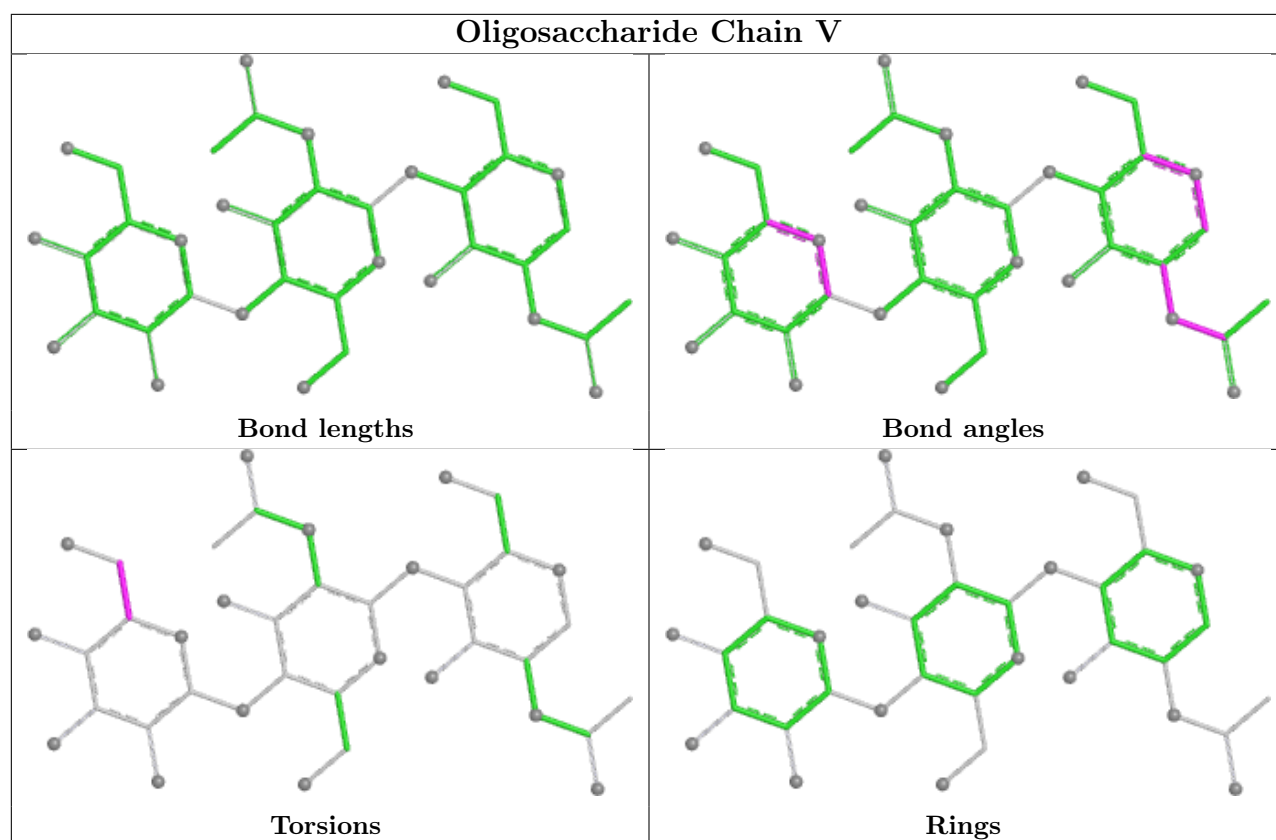 Oligosaccharide Chain V
Bond lengths
Bond angles
Torsions
Rings